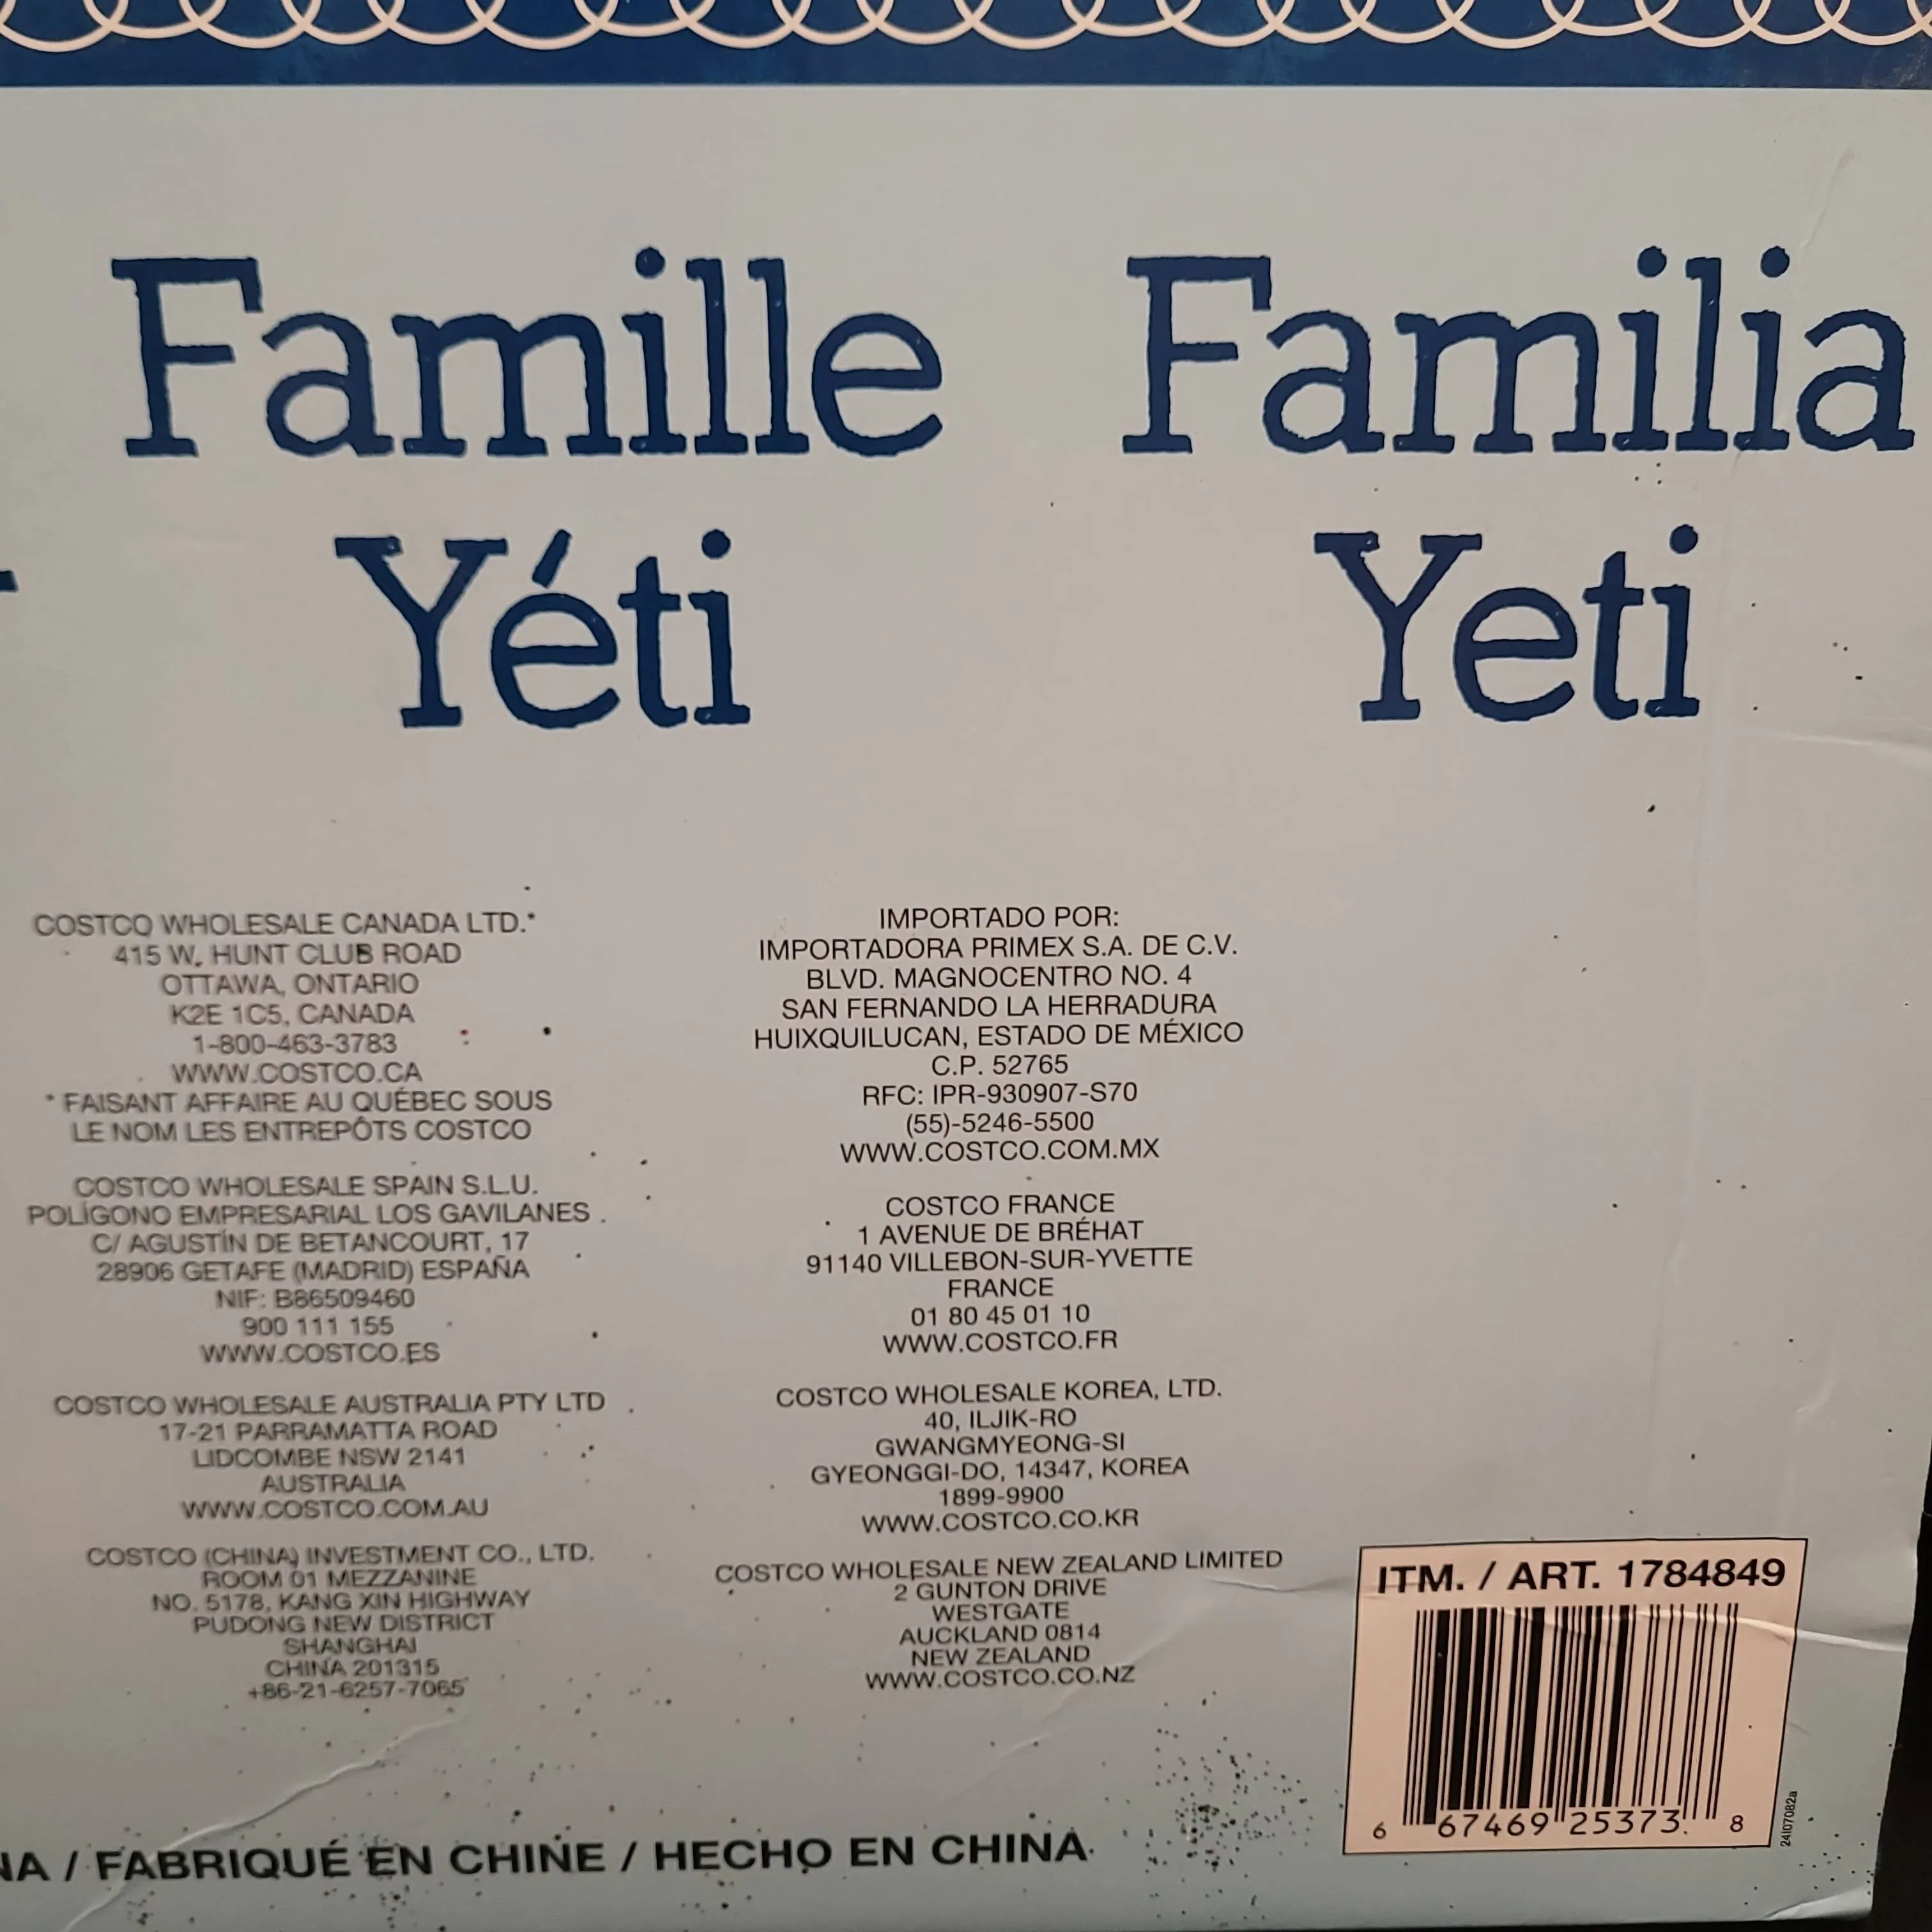 Famille
Yéti
Familia
Yeti
COSTCO WHOLESALE CANADA LTD.*
415 W. HUNT CLUB ROAD
OTTAWA, ONTARIO
K2E 1C5, CANADA
1-800-463-3783
WWW.COSTCO.CA
* FAISANT AFFAIRE AU QUÉBEC SOUS
LE NOM LES ENTREPÔTS COSTCO
COSTCO WHOLESALE SPAIN S.L.U.
POLÍGONO EMPRESARIAL LOS GAVILANES
C/ AGUSTÍN DE BETANCOURT, 17
28906 GETAFE (MADRID) ESPAÑA
NIF: B86509460
900 111 155
WWW.COSTCO.ES
COSTCO WHOLESALE AUSTRALIA PTY LTD
17-21 PARRAMATTA ROAD
LIDCOMBE NSW 2141
AUSTRALIA
WWW.COSTCO.COM.AU
COSTCO (CHINA) INVESTMENT CO., LTD.
ROOM 01 MEZZANINE
NO. 5178, KANG XIN HIGHWAY
PUDONG NEW DISTRICT
SHANGHAI
CHINA 201315
+86-21-6257-7065
IMPORTADO POR:
IMPORTADORA PRIMEX S.A. DE C.V.
BLVD. MAGNOCENTRO NO. 4
SAN FERNANDO LA HERRADURA
HUIXQUILUCAN, ESTADO DE MÉXICO
C.P. 52765
RFC: IPR-930907-S70
(55)-5246-5500
WWW.COSTCO.COM.MX
COSTCO FRANCE
1 AVENUE DE BRÉHAT
91140 VILLEBON-SUR-YVETTE
FRANCE
01 80 45 01 10
WWW.COSTCO.FR
COSTCO WHOLESALE KOREA, LTD.
40, ILJIK-RO
GWANGMYEONG-SI
GYEONGGI-DO, 14347, KOREA
1899-9900
WWW.COSTCO.CO.KR
COSTCO WHOLESALE NEW ZEALAND LIMITED
2 GUNTON DRIVE
WESTGATE
AUCKLAND 0814
NEW ZEALAND
WWW.COSTCO.CO.NZ
ITM. / ART. 1784849
6 67469 25373 8
24I07082a
NA / FABRIQUÉ EN CHINE / HECHO EN CHINA